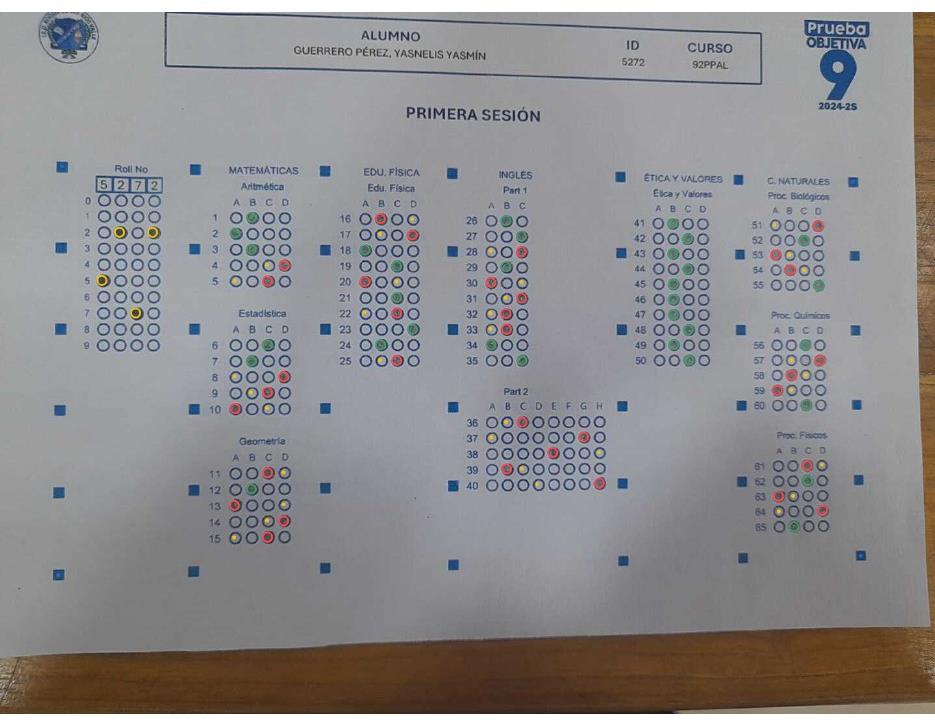 ALUMNO
GUERRERO PÉREZ, YASNELIS YASMÍN
ID
5272
CURSO
92PPAL
Prueba
OBJETIVA
9
2024-2S
PRIMERA SESIÓN
Roll No
5 2 7 2
0
1
2
3
4
5
6
7
8
9
MATEMÁTICAS
Aritmética
A B C D
1
2
3
4
5
Estadística
A B C D
6
7
8
9
10
Geometría
A B C D
11
12
13
14
15
EDU. FÍSICA
Edu. Física
A B C D
16
17
18
19
20
21
22
23
24
25
INGLÉS
Part 1
A B C
26
27
28
29
30
31
32
33
34
35
Part 2
A B C D E F G H
36
37
38
39
40
ÉTICA Y VALORES
Ética y Valores
A B C D
41
42
43
44
45
46
47
48
49
50
C. NATURALES
Proc. Biológicos
A B C D
51
52
53
54
55
Proc. Químicos
A B C D
56
57
58
59
60
Proc. Físicos
A B C D
61
62
63
64
65